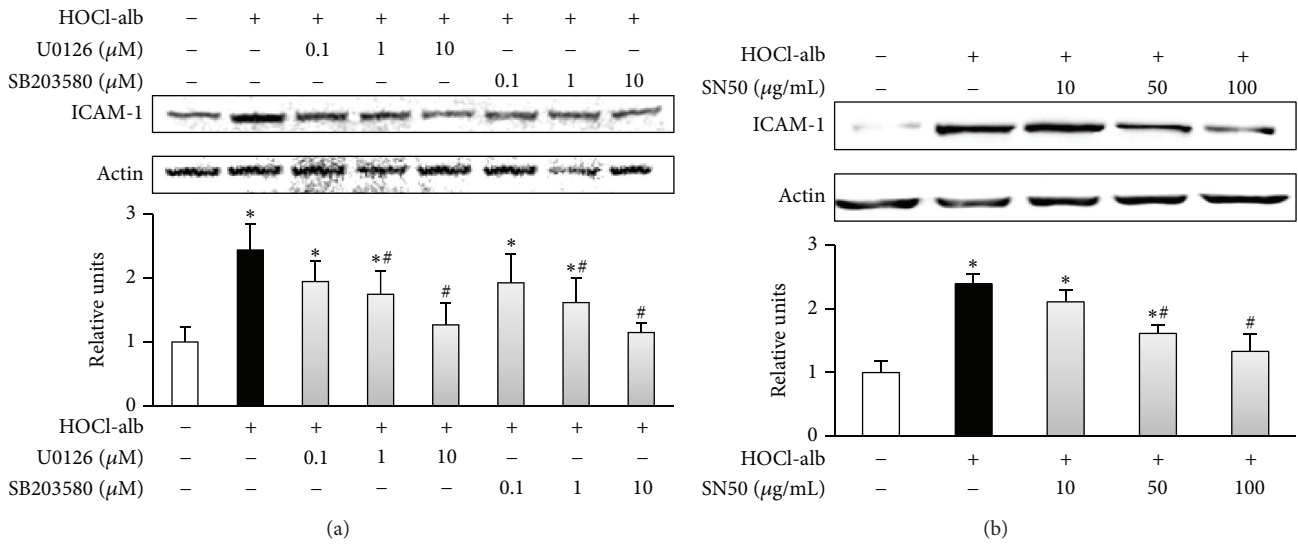 HOCl-alb − + + + + + + +
U0126 (μM) − − 0.1 1 10 − − −
SB203580 (μM) − − − − − 0.1 1 10
ICAM-1
Actin
3
2
1
0
Relative units
* * *# # * *# #
HOCl-alb − + + + + + + +
U0126 (μM) − − 0.1 1 10 − − −
SB203580 (μM) − − − − − 0.1 1 10
(a)
HOCl-alb − + + + +
SN50 (μg/mL) − − 10 50 100
ICAM-1
Actin
3
2
1
0
Relative units
* * *# #
HOCl-alb − + + + +
SN50 (μg/mL) − − 10 50 100
(b)